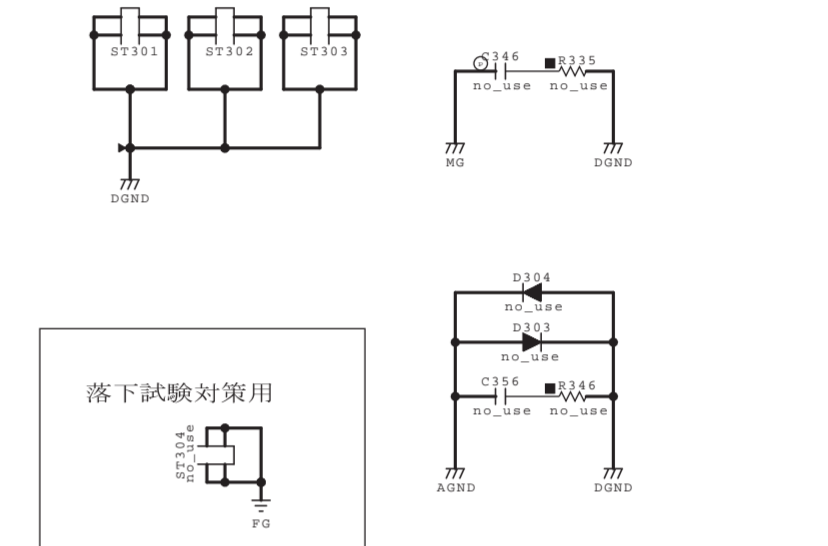 ST301 ST302 ST303
DGND
P C346 R335
no_use no_use
MG DGND
D304
no_use
D303
no_use
C356 R346
no_use no_use
AGND DGND
落下試験対策用
ST304
no_use
FG